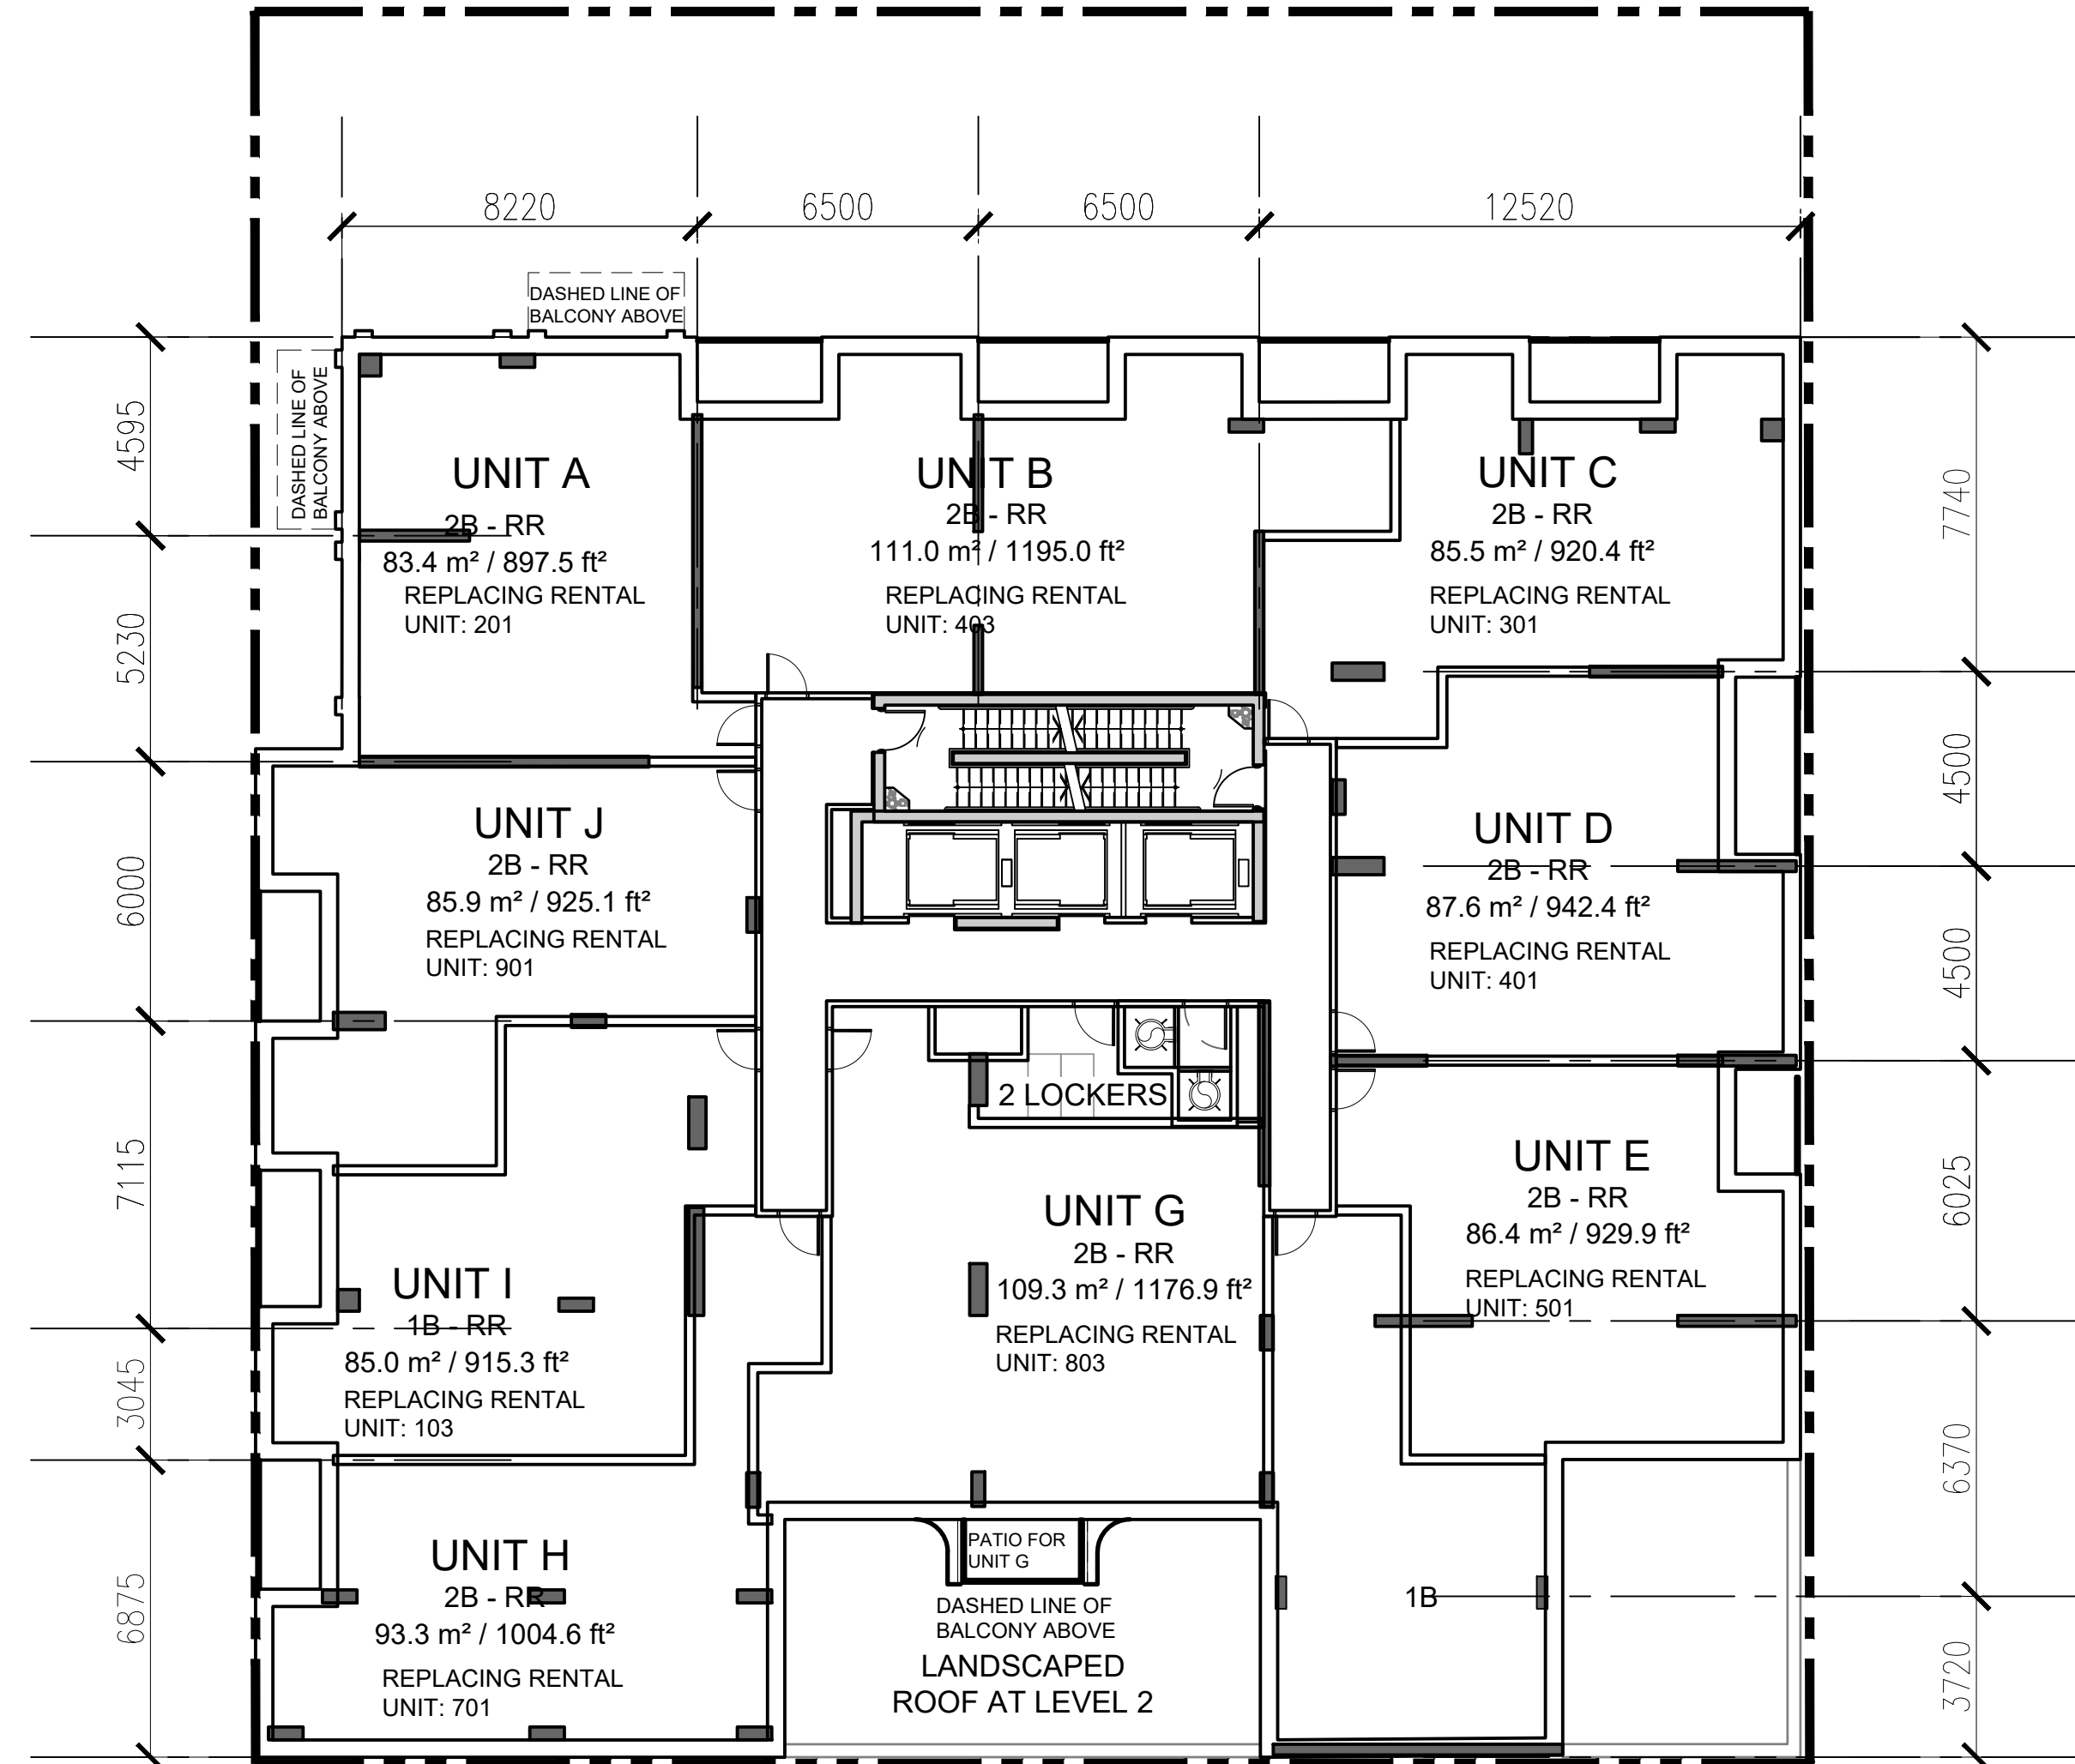 8220
6500
6500
12520
DASHED LINE OF
BALCONY ABOVE
DASHED LINE OF
BALCONY ABOVE
4595
5230
6000
7115
3045
6875
7740
4500
4500
6025
6370
3720
UNIT A
2B - RR
83.4 m² / 897.5 ft²
REPLACING RENTAL
UNIT: 201
UNIT B
2B - RR
111.0 m² / 1195.0 ft²
REPLACING RENTAL
UNIT: 403
UNIT C
2B - RR
85.5 m² / 920.4 ft²
REPLACING RENTAL
UNIT: 301
UNIT J
2B - RR
85.9 m² / 925.1 ft²
REPLACING RENTAL
UNIT: 901
UNIT D
2B - RR
87.6 m² / 942.4 ft²
REPLACING RENTAL
UNIT: 401
2 LOCKERS
UNIT E
2B - RR
86.4 m² / 929.9 ft²
REPLACING RENTAL
UNIT: 501
UNIT G
2B - RR
109.3 m² / 1176.9 ft²
REPLACING RENTAL
UNIT: 803
UNIT I
1B - RR
85.0 m² / 915.3 ft²
REPLACING RENTAL
UNIT: 103
UNIT H
2B - RR
93.3 m² / 1004.6 ft²
REPLACING RENTAL
UNIT: 701
PATIO FOR
UNIT G
DASHED LINE OF
BALCONY ABOVE
LANDSCAPED
ROOF AT LEVEL 2
1B